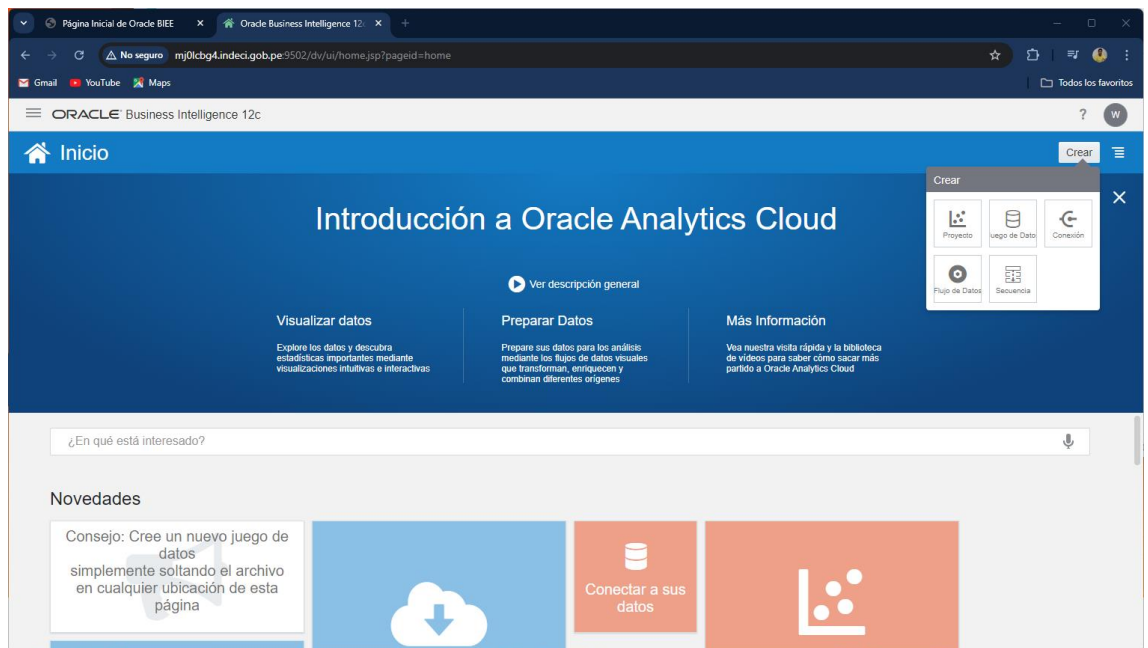 Página Inicial de Oracle BIEE
Oracle Business Intelligence 12c
No seguro
mj0lcbg4.indeci.gob.pe:9502/dv/ui/home.jsp?pageid=home
Gmail
YouTube
Maps
Todos los favoritos
ORACLE Business Intelligence 12c
?
W
Inicio
Crear
Crear
Proyecto
uego de Dato
Conexión
Flujo de Datos
Secuencia
Introducción a Oracle Analytics Cloud
Ver descripción general
Visualizar datos
Explore los datos y descubra
estadísticas importantes mediante
visualizaciones intuitivas e interactivas
Preparar Datos
Prepare sus datos para los análisis
mediante los flujos de datos visuales
que transforman, enriquecen y
combinan diferentes orígenes
Más Información
Vea nuestra visita rápida y la biblioteca
de vídeos para saber cómo sacar más
partido a Oracle Analytics Cloud
¿En qué está interesado?
Novedades
Consejo: Cree un nuevo juego de
datos
simplemente soltando el archivo
en cualquier ubicación de esta
página
Conectar a sus
datos